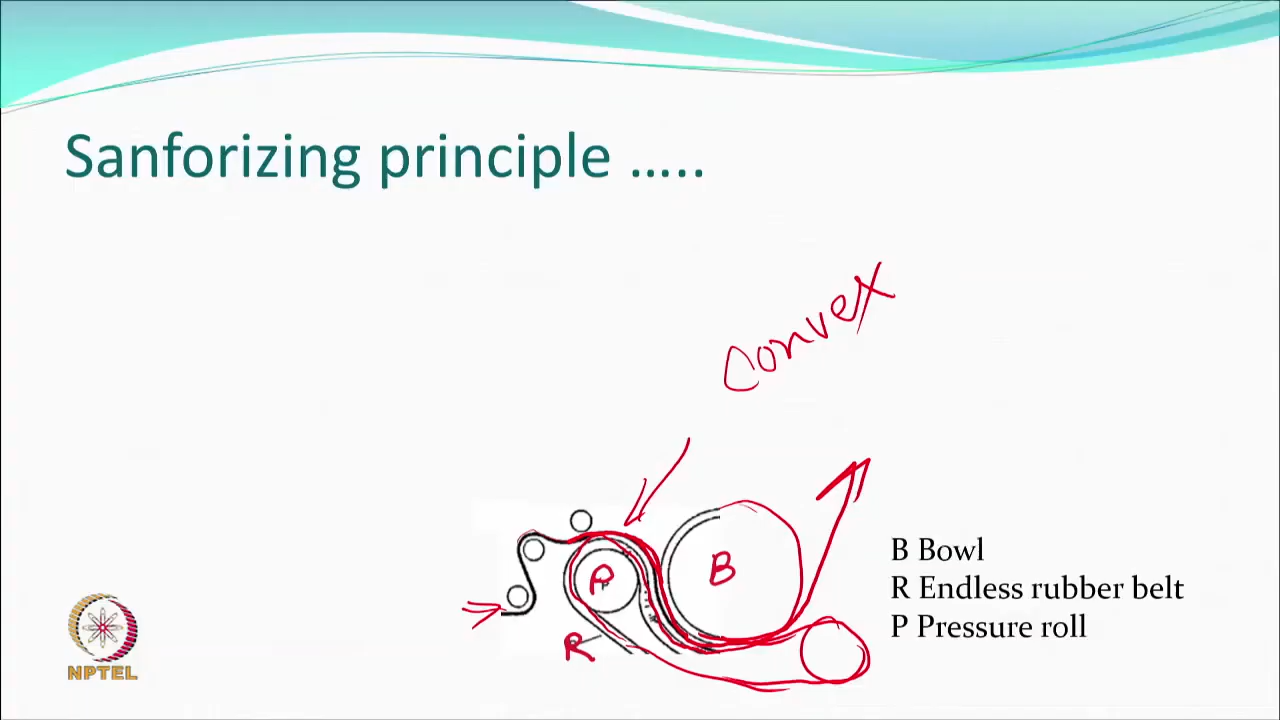 Sanforizing principle .....
Convex
P
B
R
B Bowl
R Endless rubber belt
P Pressure roll
NPTEL